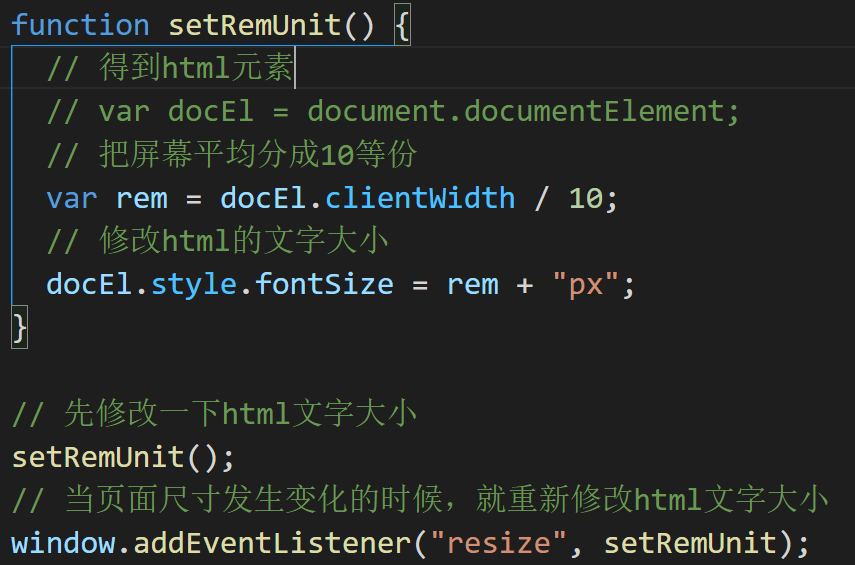 function setRemUnit() {
  // 得到html元素
  // var docEl = document.documentElement;
  // 把屏幕平均分成10等份
  var rem = docEl.clientWidth / 10;
  // 修改html的文字大小
  docEl.style.fontSize = rem + "px";
}
// 先修改一下html文字大小
setRemUnit();
// 当页面尺寸发生变化的时候，就重新修改html文字大小
window.addEventListener("resize", setRemUnit);